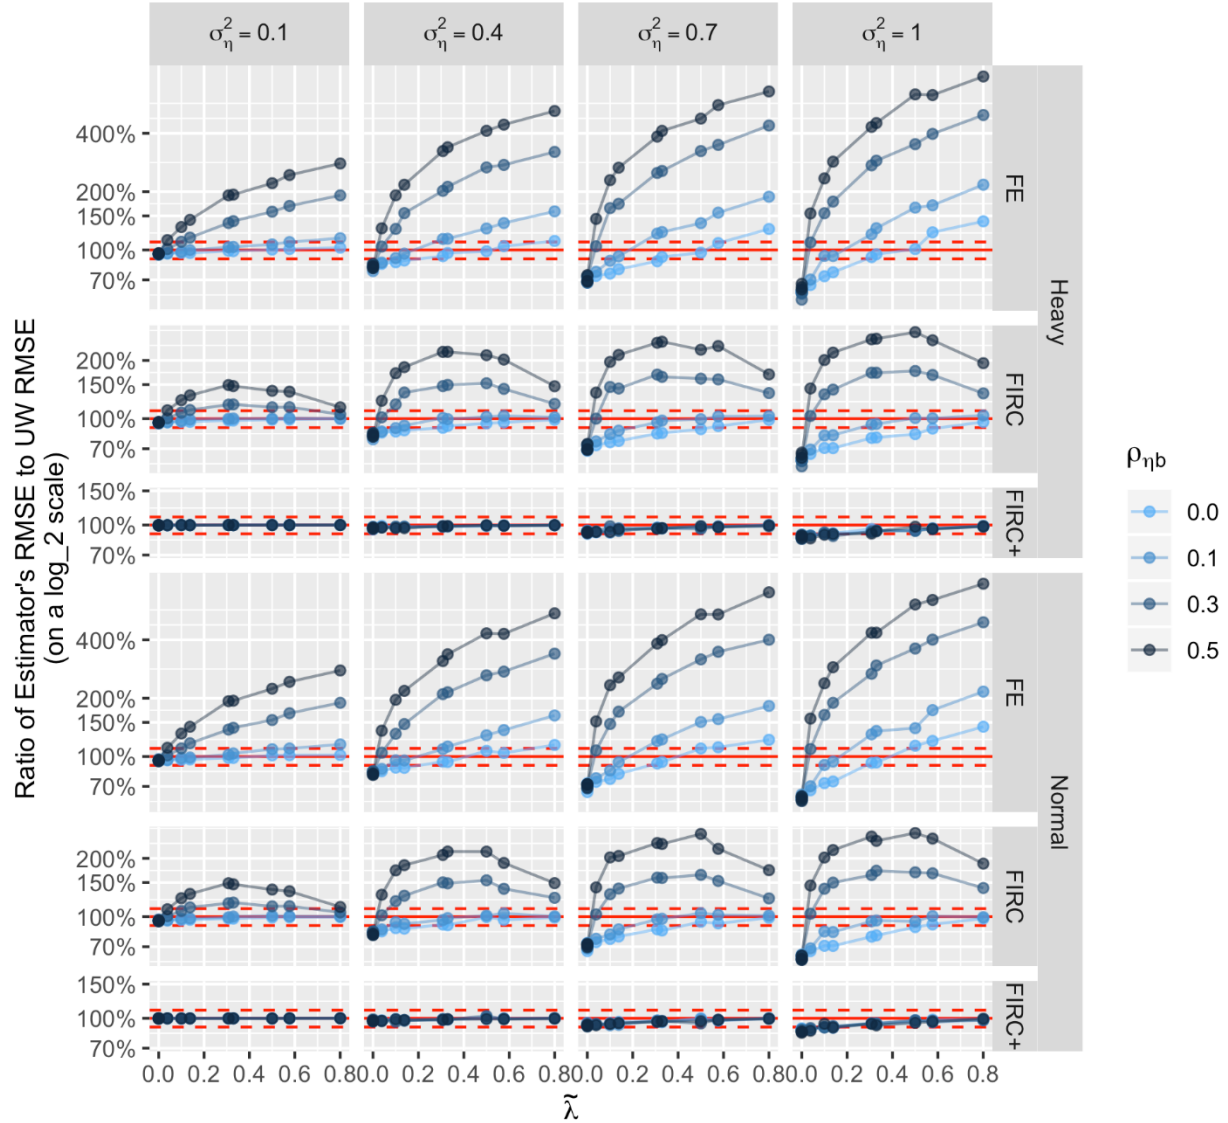 σ²η = 0.1 σ²η = 0.4 σ²η = 0.7 σ²η = 1
400%
200%
150%
100%
70%
FE
200%
150%
100%
70%
FIRC
150%
100%
70%
FIRC+
Heavy
400%
200%
150%
100%
70%
FE
200%
150%
100%
70%
FIRC
150%
100%
70%
FIRC+
Normal
0.0 0.2 0.4 0.6 0.8 0.0 0.2 0.4 0.6 0.8 0.0 0.2 0.4 0.6 0.8 0.0 0.2 0.4 0.6 0.8
λ̃
Ratio of Estimator's RMSE to UW RMSE
(on a log_2 scale)
ρηb
0.0
0.1
0.3
0.5